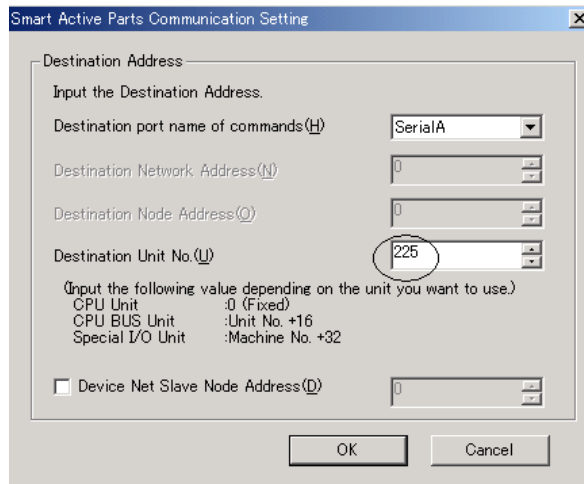 Smart Active Parts Communication Setting
Destination Address
Input the Destination Address.
Destination port name of commands(H) SerialA
Destination Network Address(N) 0
Destination Node Address(O) 0
Destination Unit No.(U) 225
(Input the following value depending on the unit you want to use.)
CPU Unit :0 (Fixed)
CPU BUS Unit :Unit No. +16
Special I/O Unit :Machine No. +32
Device Net Slave Node Address(D) 0
OK Cancel